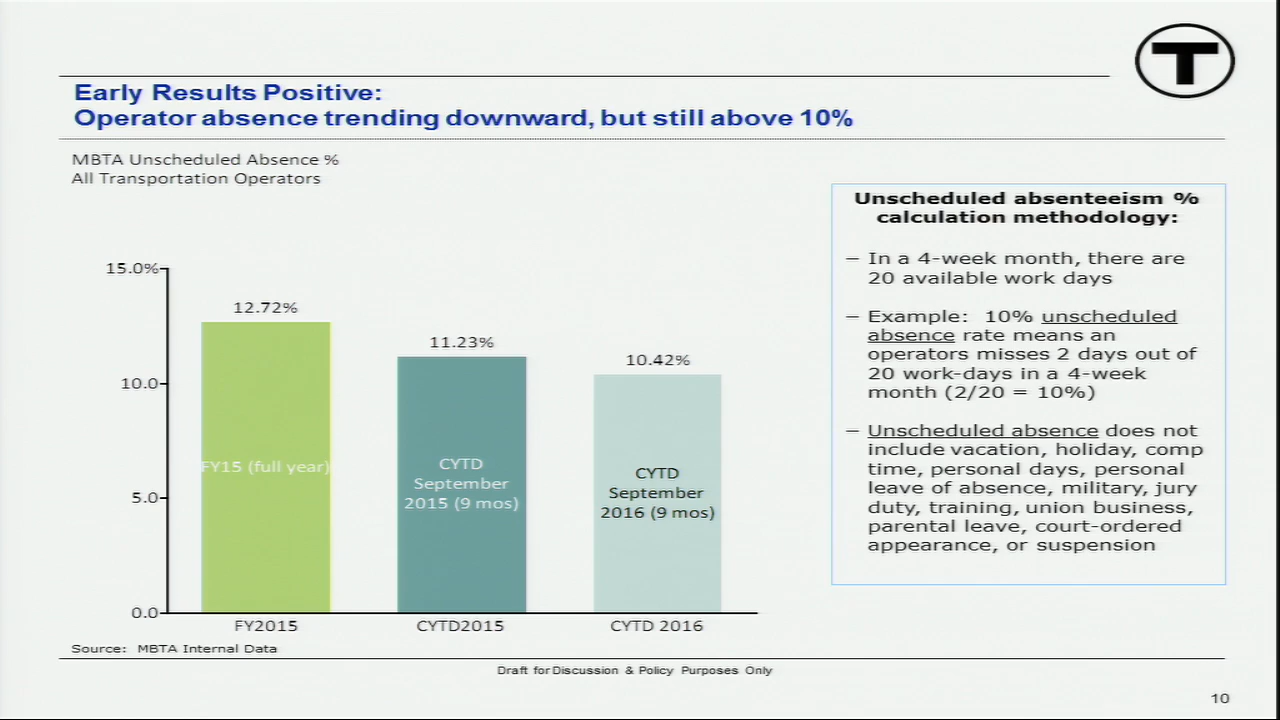 T
Early Results Positive:
Operator absence trending downward, but still above 10%
MBTA Unscheduled Absence %
All Transportation Operators
15.0%
10.0
5.0
0.0
12.72%
11.23%
10.42%
FY15 (full year)
CYTD
September
2015 (9 mos)
CYTD
September
2016 (9 mos)
FY2015
CYTD2015
CYTD 2016
Unscheduled absenteeism %
calculation methodology:
– In a 4-week month, there are
20 available work days
– Example: 10% unscheduled
absence rate means an
operators misses 2 days out of
20 work-days in a 4-week
month (2/20 = 10%)
– Unscheduled absence does not
include vacation, holiday, comp
time, personal days, personal
leave of absence, military, jury
duty, training, union business,
parental leave, court-ordered
appearance, or suspension
Source: MBTA Internal Data
Draft for Discussion & Policy Purposes Only
10